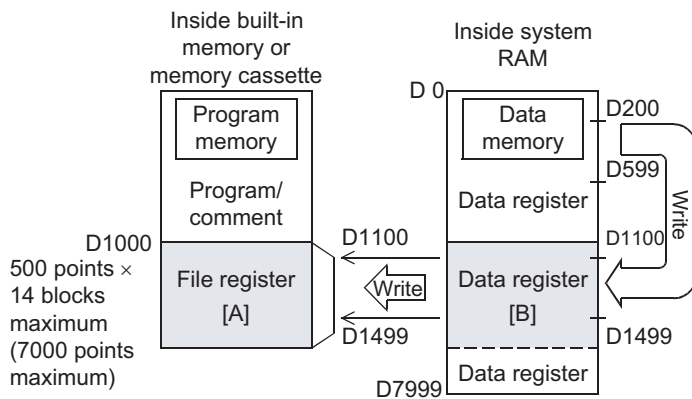 Inside built-in
memory or
memory cassette
Program
memory
Program/
comment
D1000
500 points ×
14 blocks
maximum
(7000 points
maximum)
File register
[A]
D1100
Write
D1499
Inside system
RAM
D 0
Data
memory
D200
D599
Data register
Write
D1100
Data register
[B]
D1499
Data register
D7999